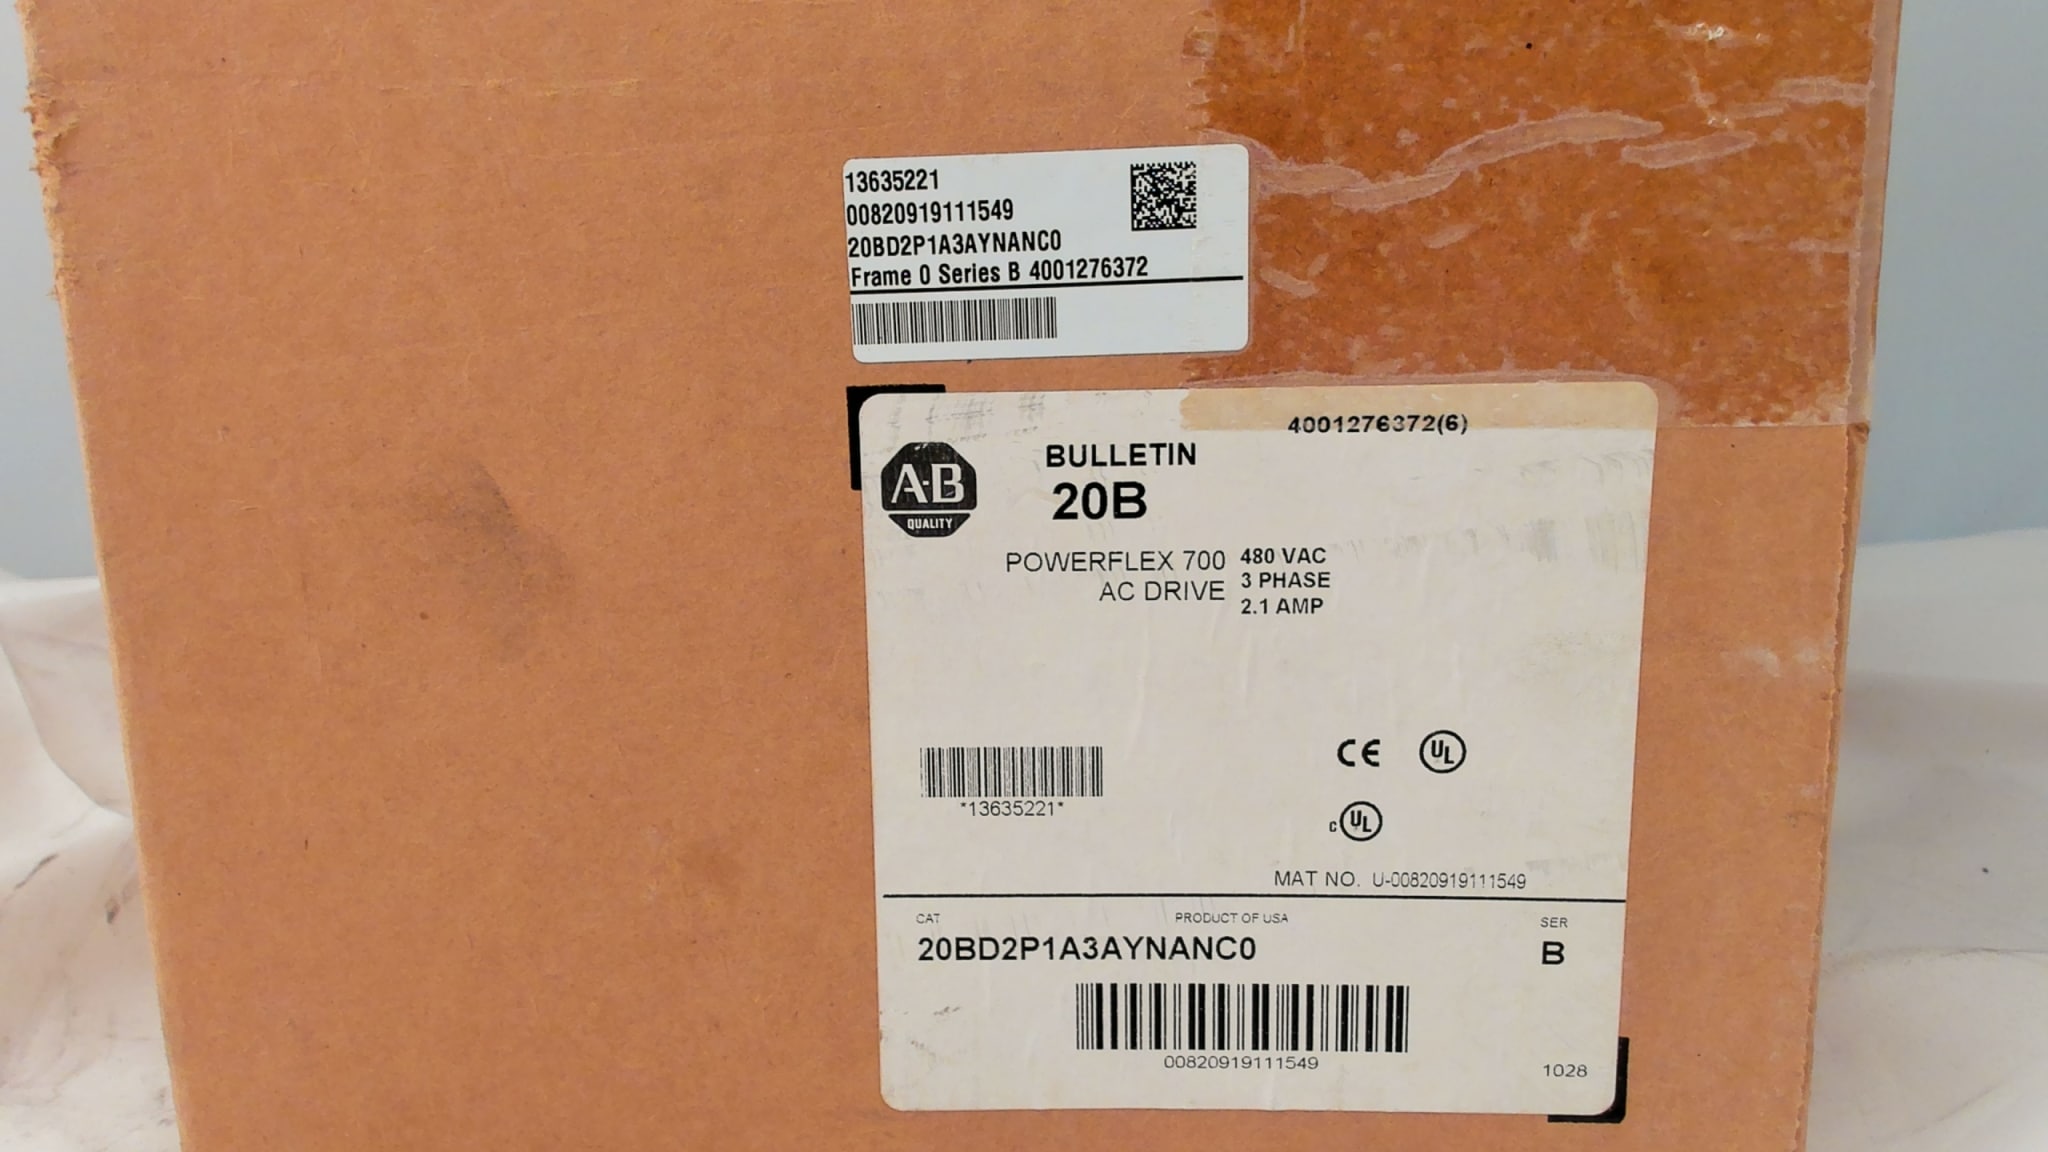 13635221
00820919111549
20BD2P1A3AYNANC0
Frame 0 Series B 4001276372
4001276372(6)
A-B
QUALITY
BULLETIN
20B
POWERFLEX 700 480 VAC
AC DRIVE 3 PHASE
2.1 AMP
*13635221*
CE UL
c UL
MAT NO. U-00820919111549
CAT PRODUCT OF USA SER
20BD2P1A3AYNANC0 B
00820919111549
1028